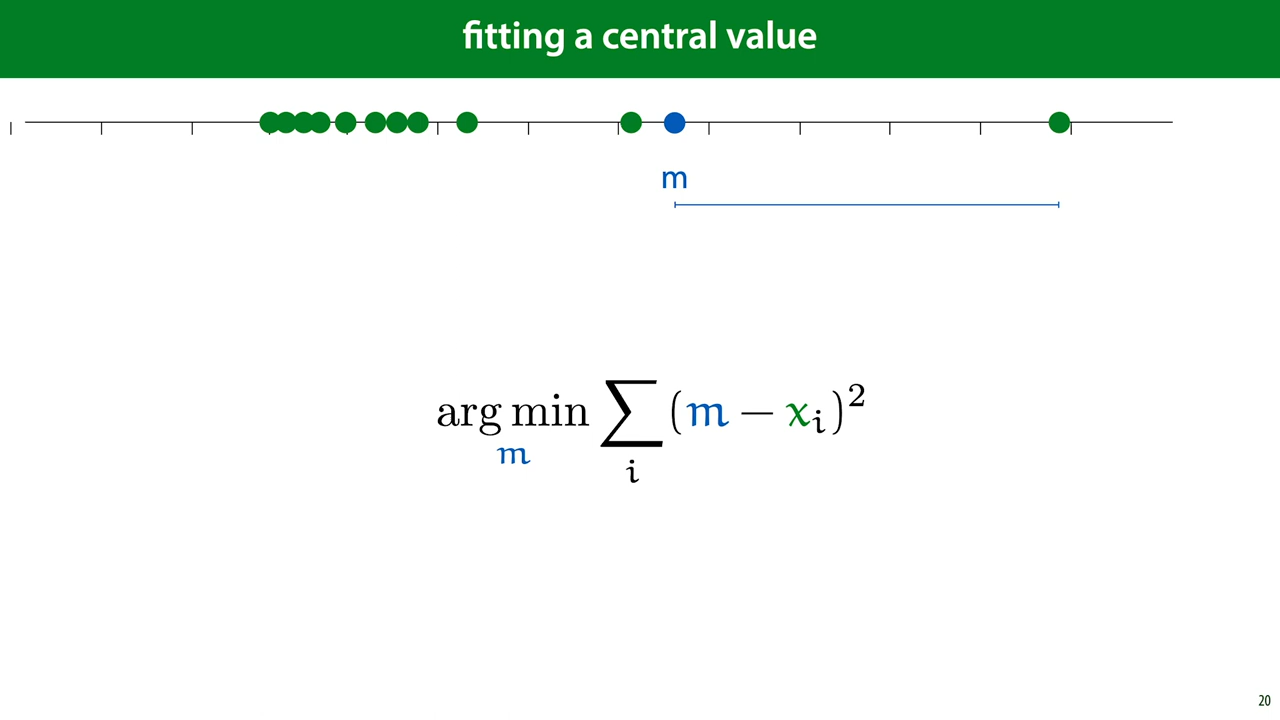 fitting a central value
m
arg min ∑ (m − xᵢ)²
m i
20